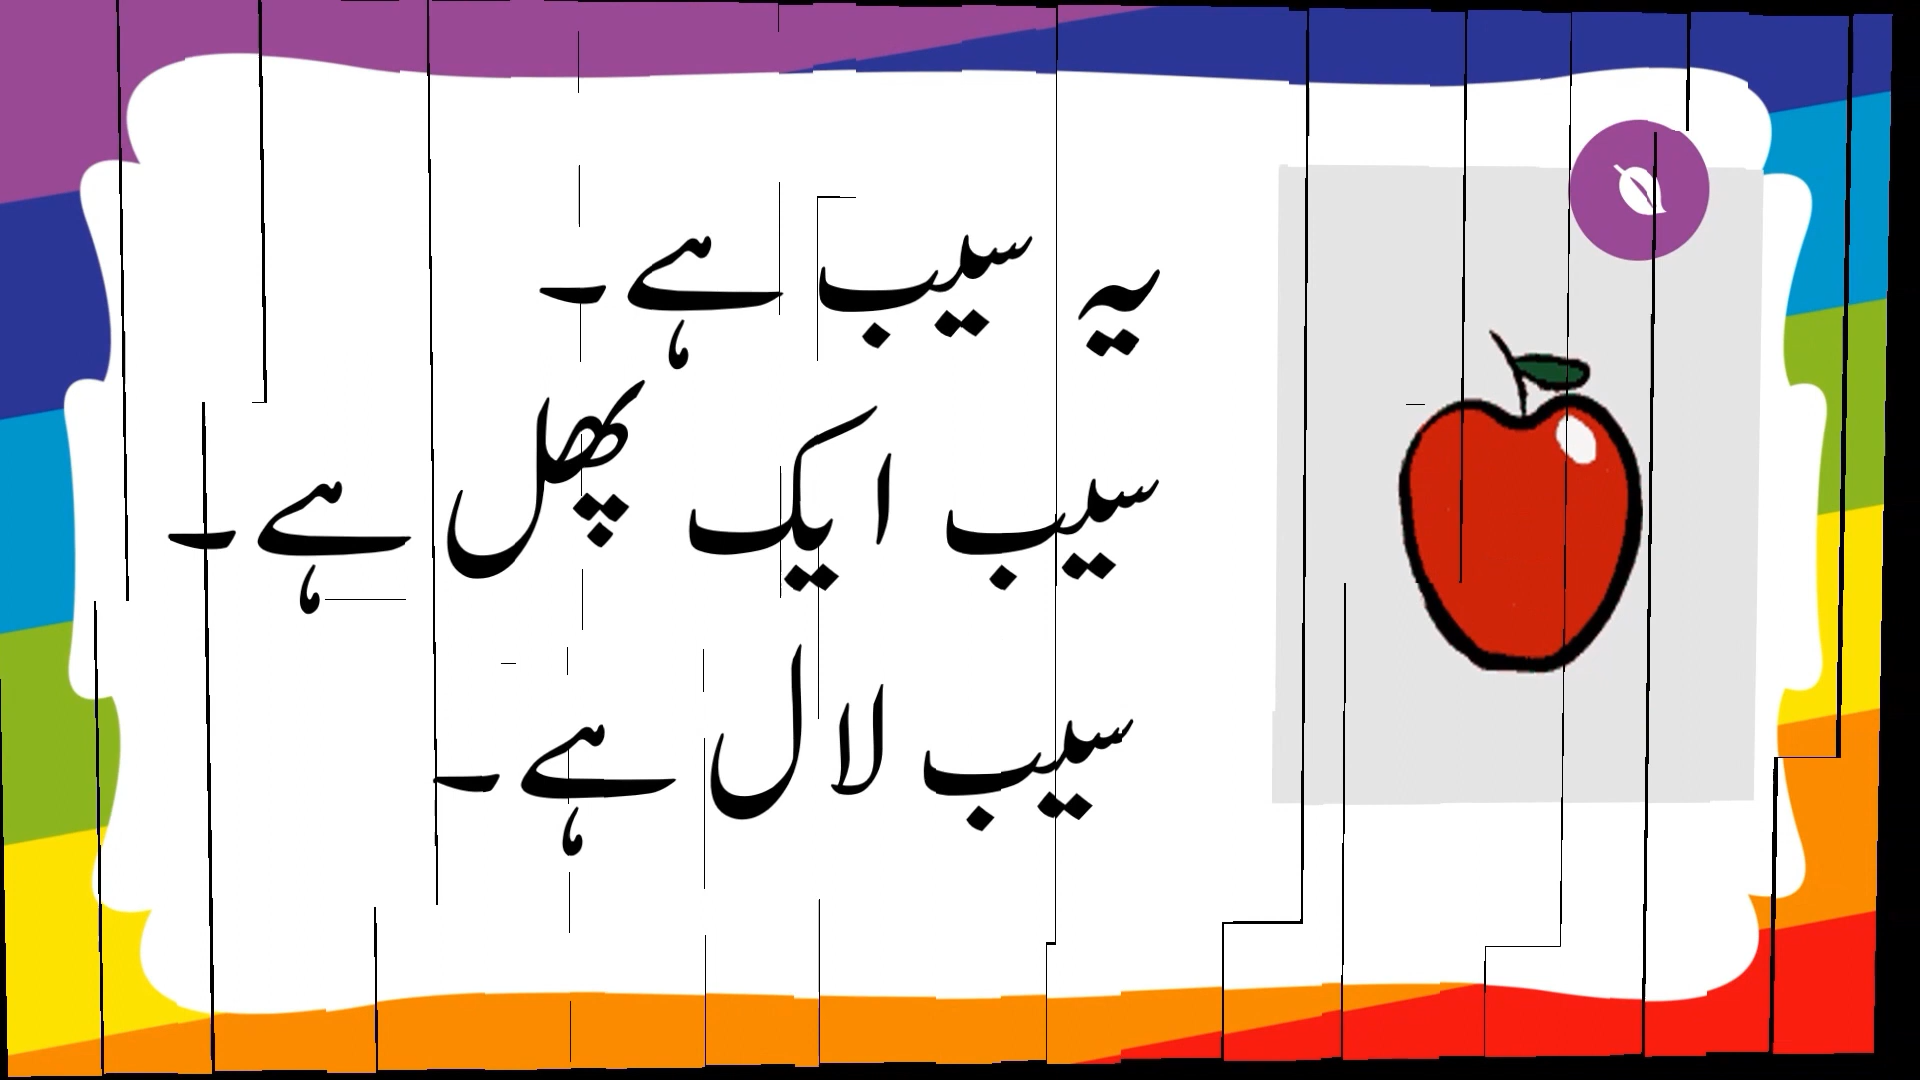 یہ سیب ہے۔
سیب ایک پھل ہے۔
سیب لال ہے۔